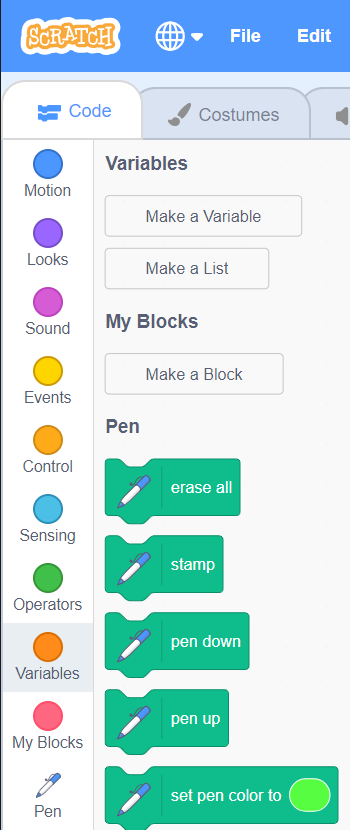 SCRATCH
File
Edit
Code
Costumes
Motion
Looks
Sound
Events
Control
Sensing
Operators
Variables
My Blocks
Pen
Variables
Make a Variable
Make a List
My Blocks
Make a Block
Pen
erase all
stamp
pen down
pen up
set pen color to